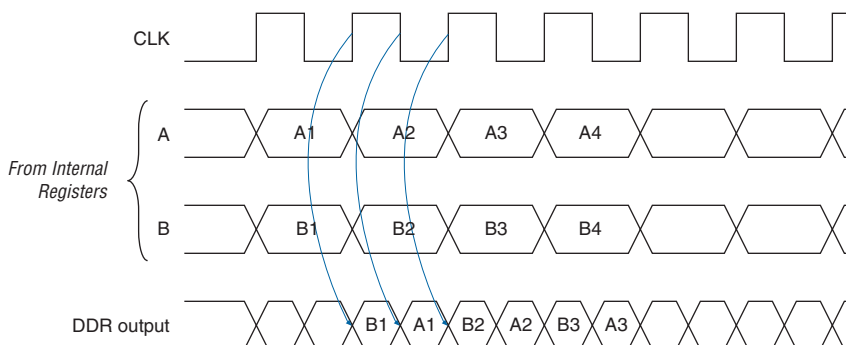 CLK
A A1 A2 A3 A4
From Internal
Registers
B B1 B2 B3 B4
DDR output B1 A1 B2 A2 B3 A3